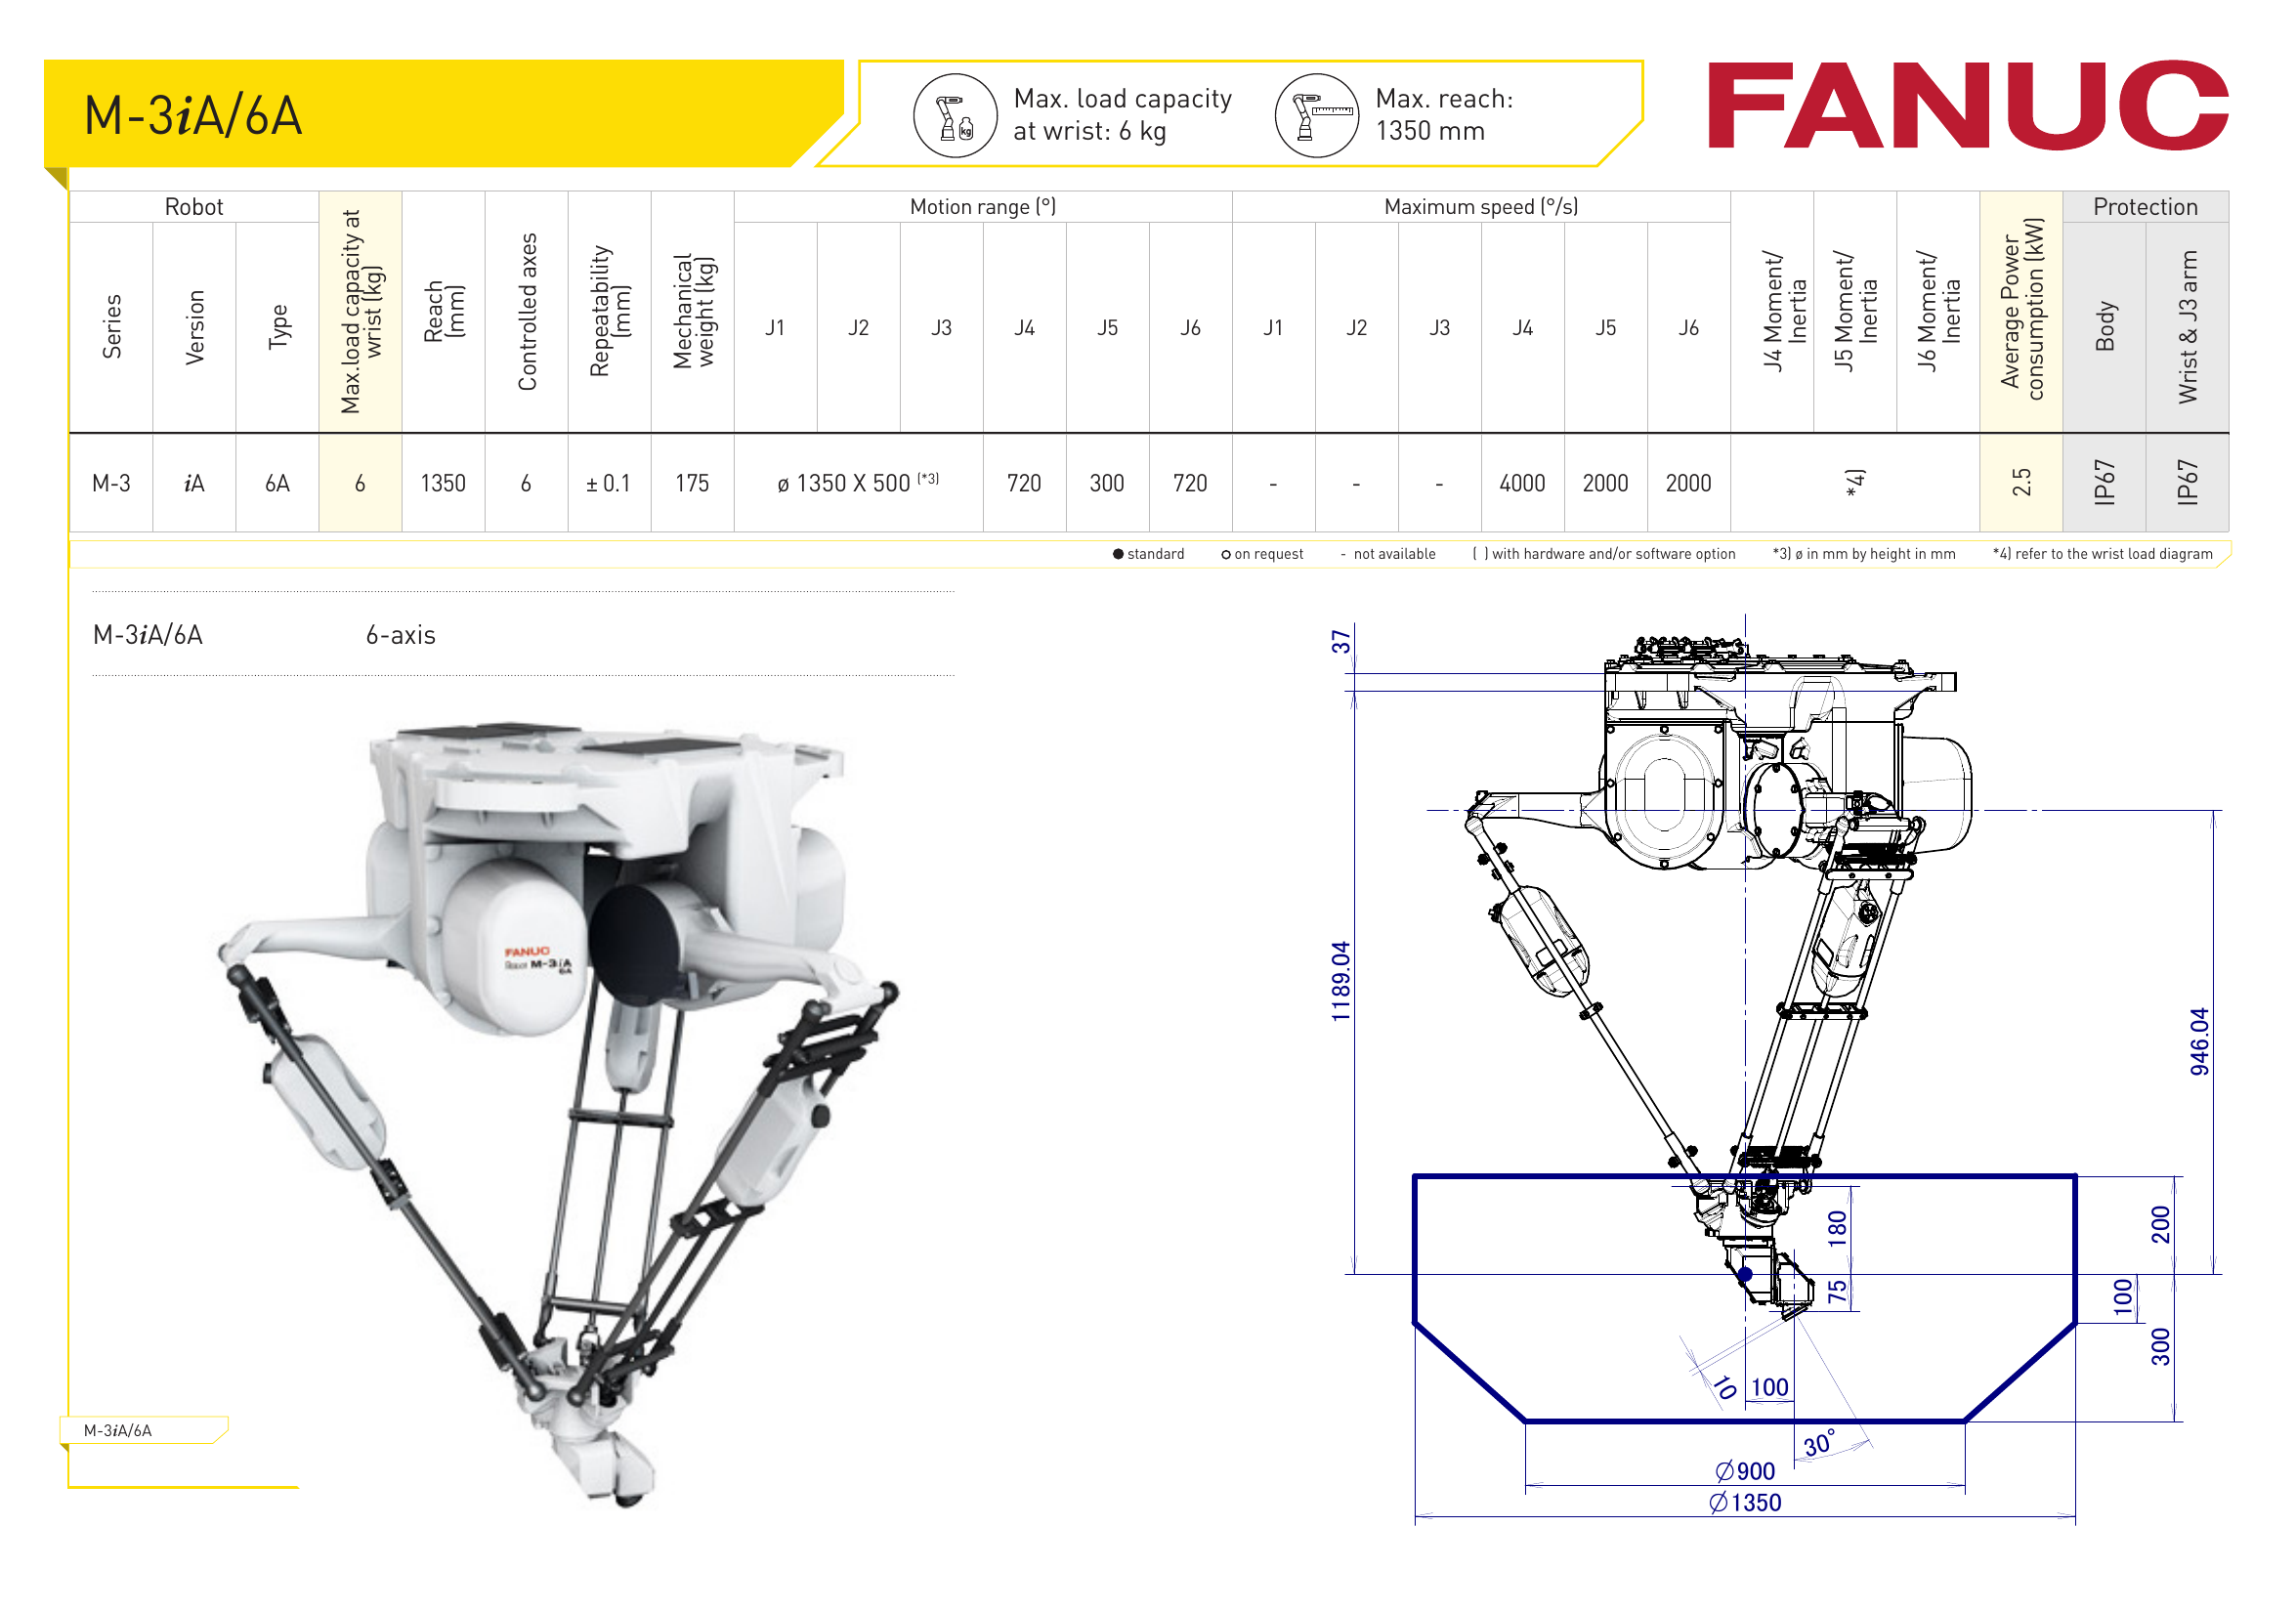 M-3iA/6A
Max. load capacity
at wrist: 6 kg
kg
Max. reach:
1350 mm
FANUC
Robot
Series
Version
Type
Max.load capacity at
wrist (kg)
Reach
(mm)
Controlled axes
Repeatability
(mm)
Mechanical
weight (kg)
Motion range (°)
J1 J2 J3 J4 J5 J6
Maximum speed (°/s)
J1 J2 J3 J4 J5 J6
J4 Moment/
Inertia
J5 Moment/
Inertia
J6 Moment/
Inertia
Average Power
consumption (kW)
Protection
Body
Wrist & J3 arm
M-3 iA 6A 6 1350 6 ± 0.1 175 ø 1350 X 500 (*3) 720 300 720 - - - 4000 2000 2000 *4) 2.5 IP67 IP67
● standard ○ on request - not available ( ) with hardware and/or software option *3) ø in mm by height in mm *4) refer to the wrist load diagram
M-3iA/6A 6-axis
FANUC
Robot M-3iA
6A
37
1189.04
946.04
180
75
200
100
300
10
100
30°
Ø900
Ø1350
M-3iA/6A